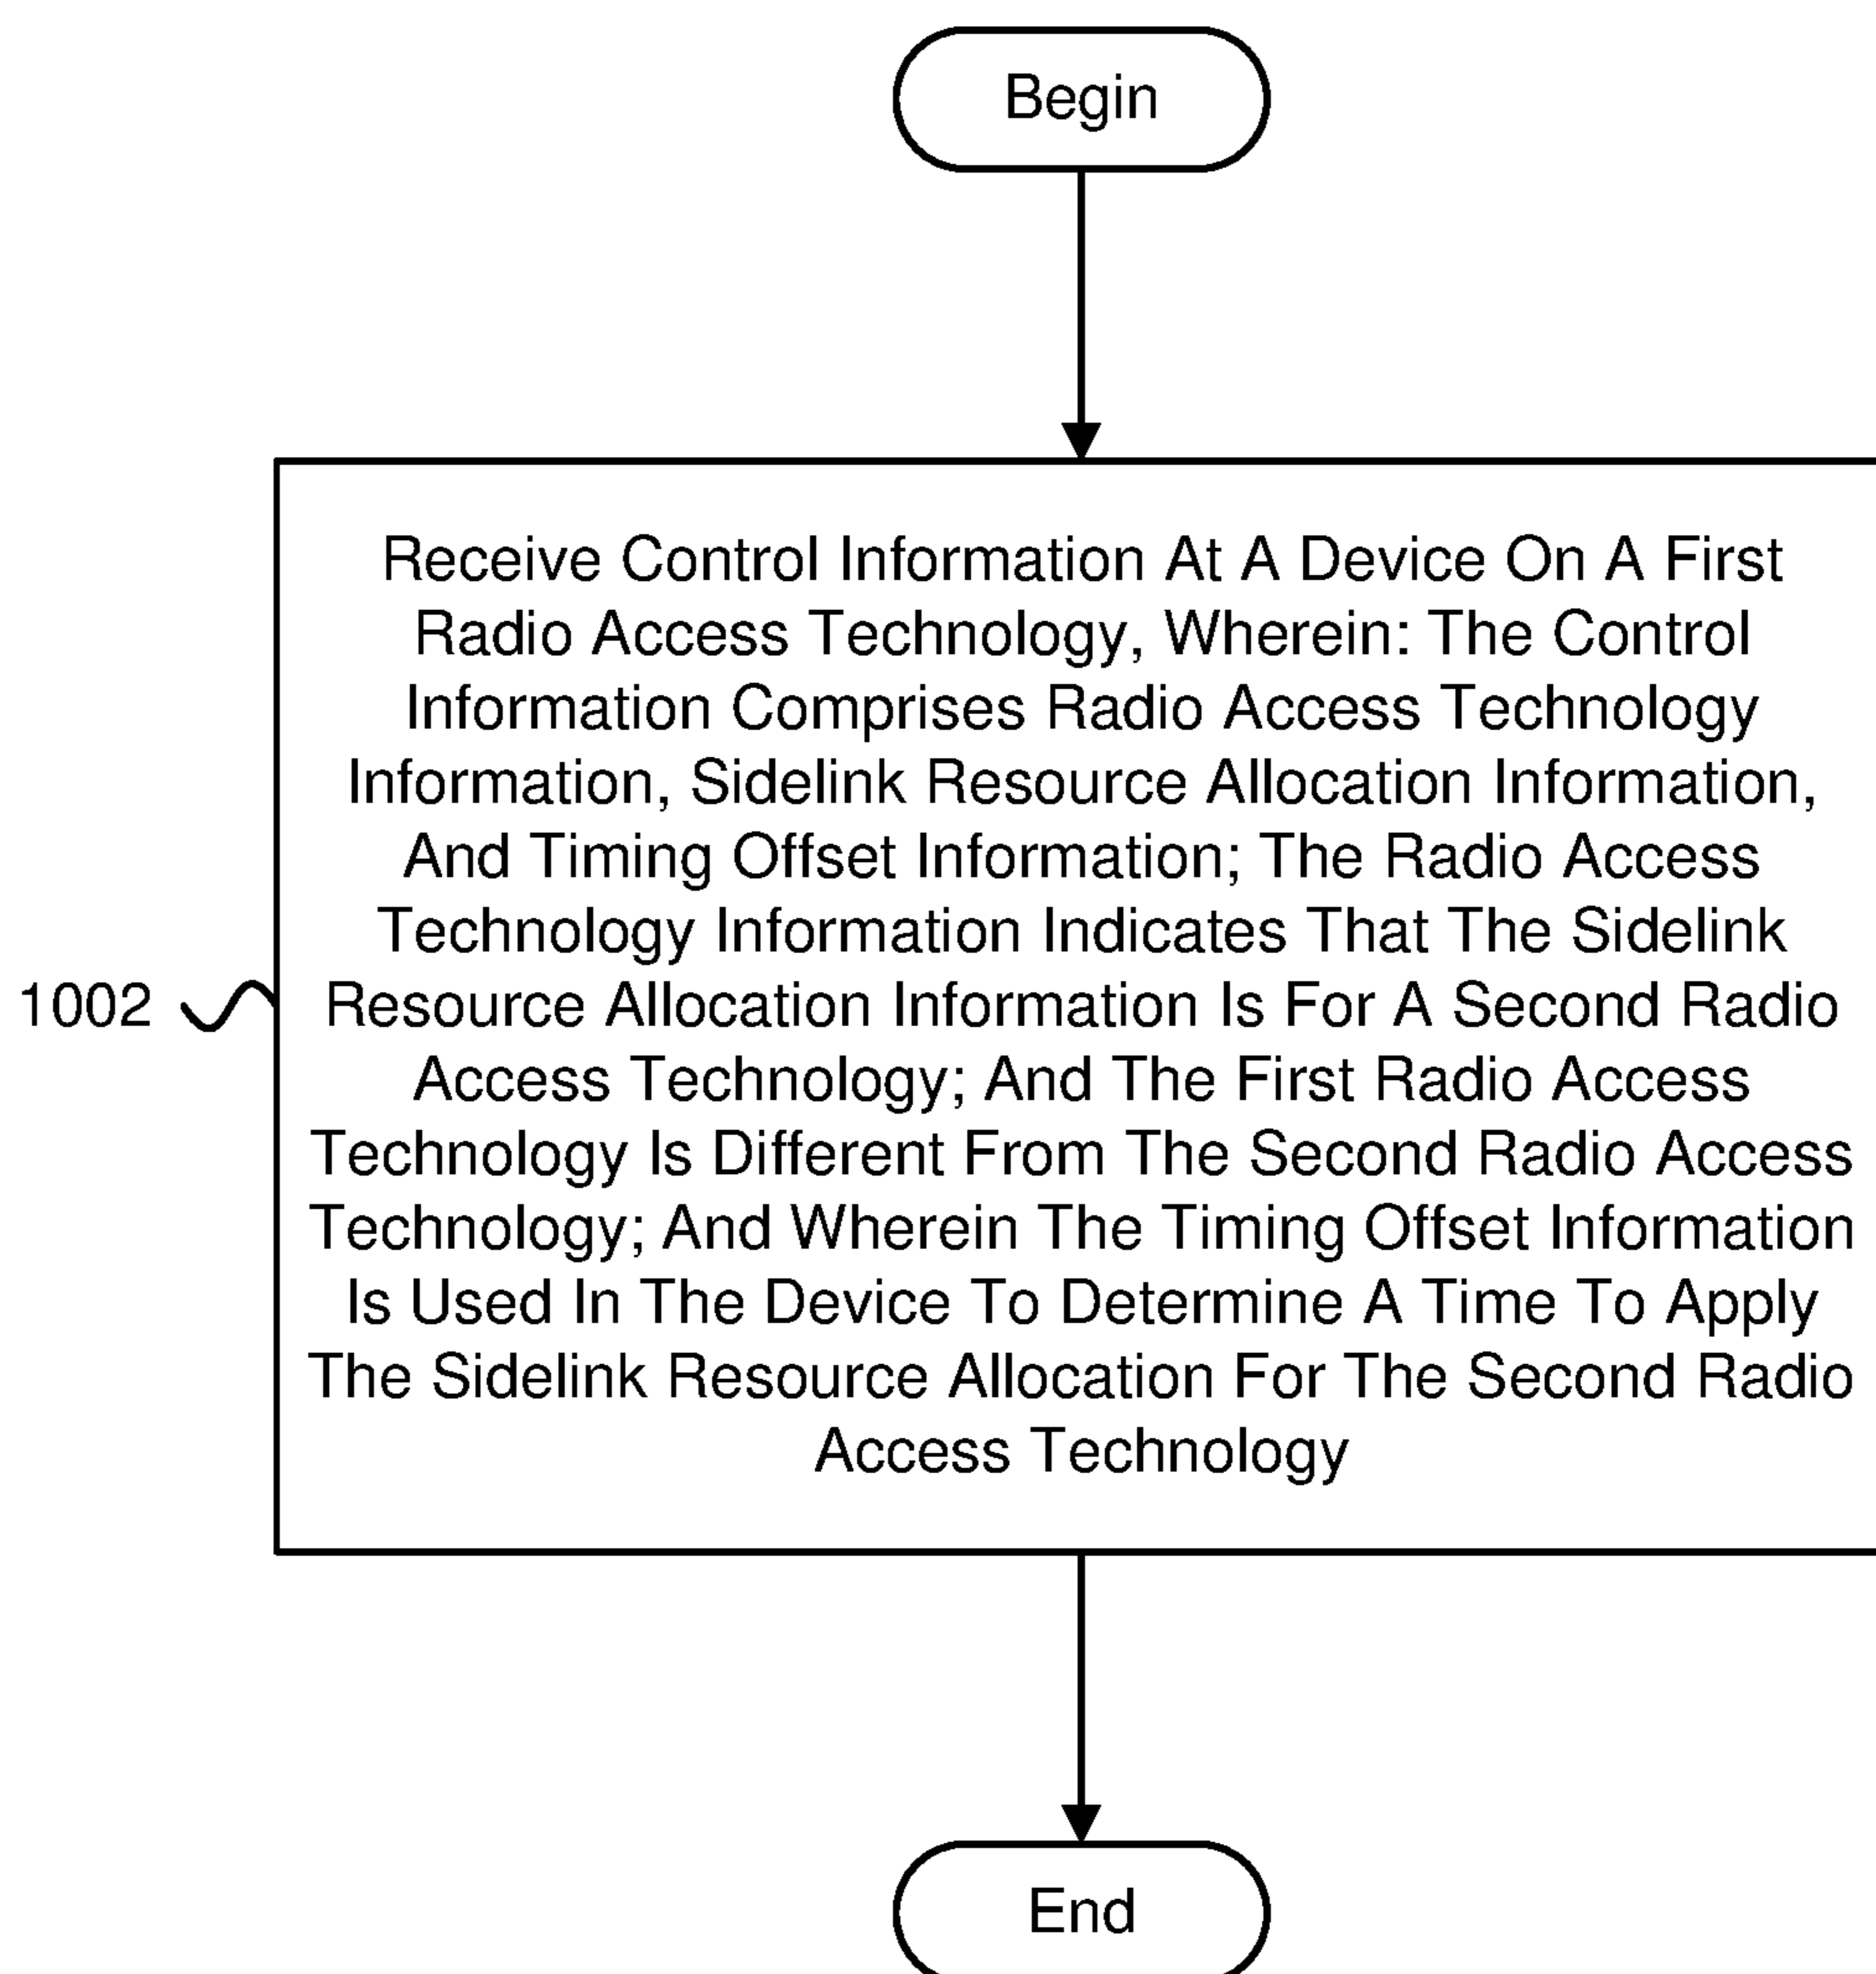 Begin
Receive Control Information At A Device On A First
Radio Access Technology, Wherein: The Control
Information Comprises Radio Access Technology
Information, Sidelink Resource Allocation Information,
And Timing Offset Information; The Radio Access
Technology Information Indicates That The Sidelink
Resource Allocation Information Is For A Second Radio
Access Technology; And The First Radio Access
Technology Is Different From The Second Radio Access
Technology; And Wherein The Timing Offset Information
Is Used In The Device To Determine A Time To Apply
The Sidelink Resource Allocation For The Second Radio
Access Technology
1002
End